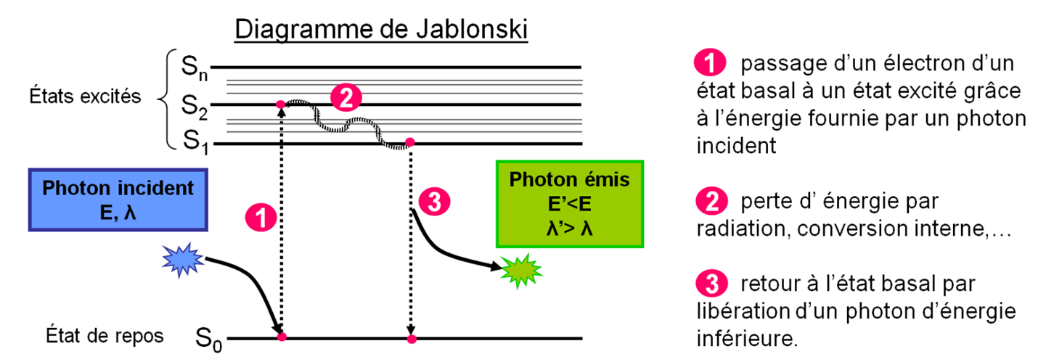 Diagramme de Jablonski
États excités
Sn
S2
S1
2
Photon incident
E, λ
1
3
Photon émis
E'<E
λ'> λ
État de repos
S0
1 passage d'un électron d'un
état basal à un état excité grâce
à l'énergie fournie par un photon
incident
2 perte d' énergie par
radiation, conversion interne,…
3 retour à l'état basal par
libération d'un photon d'énergie
inférieure.